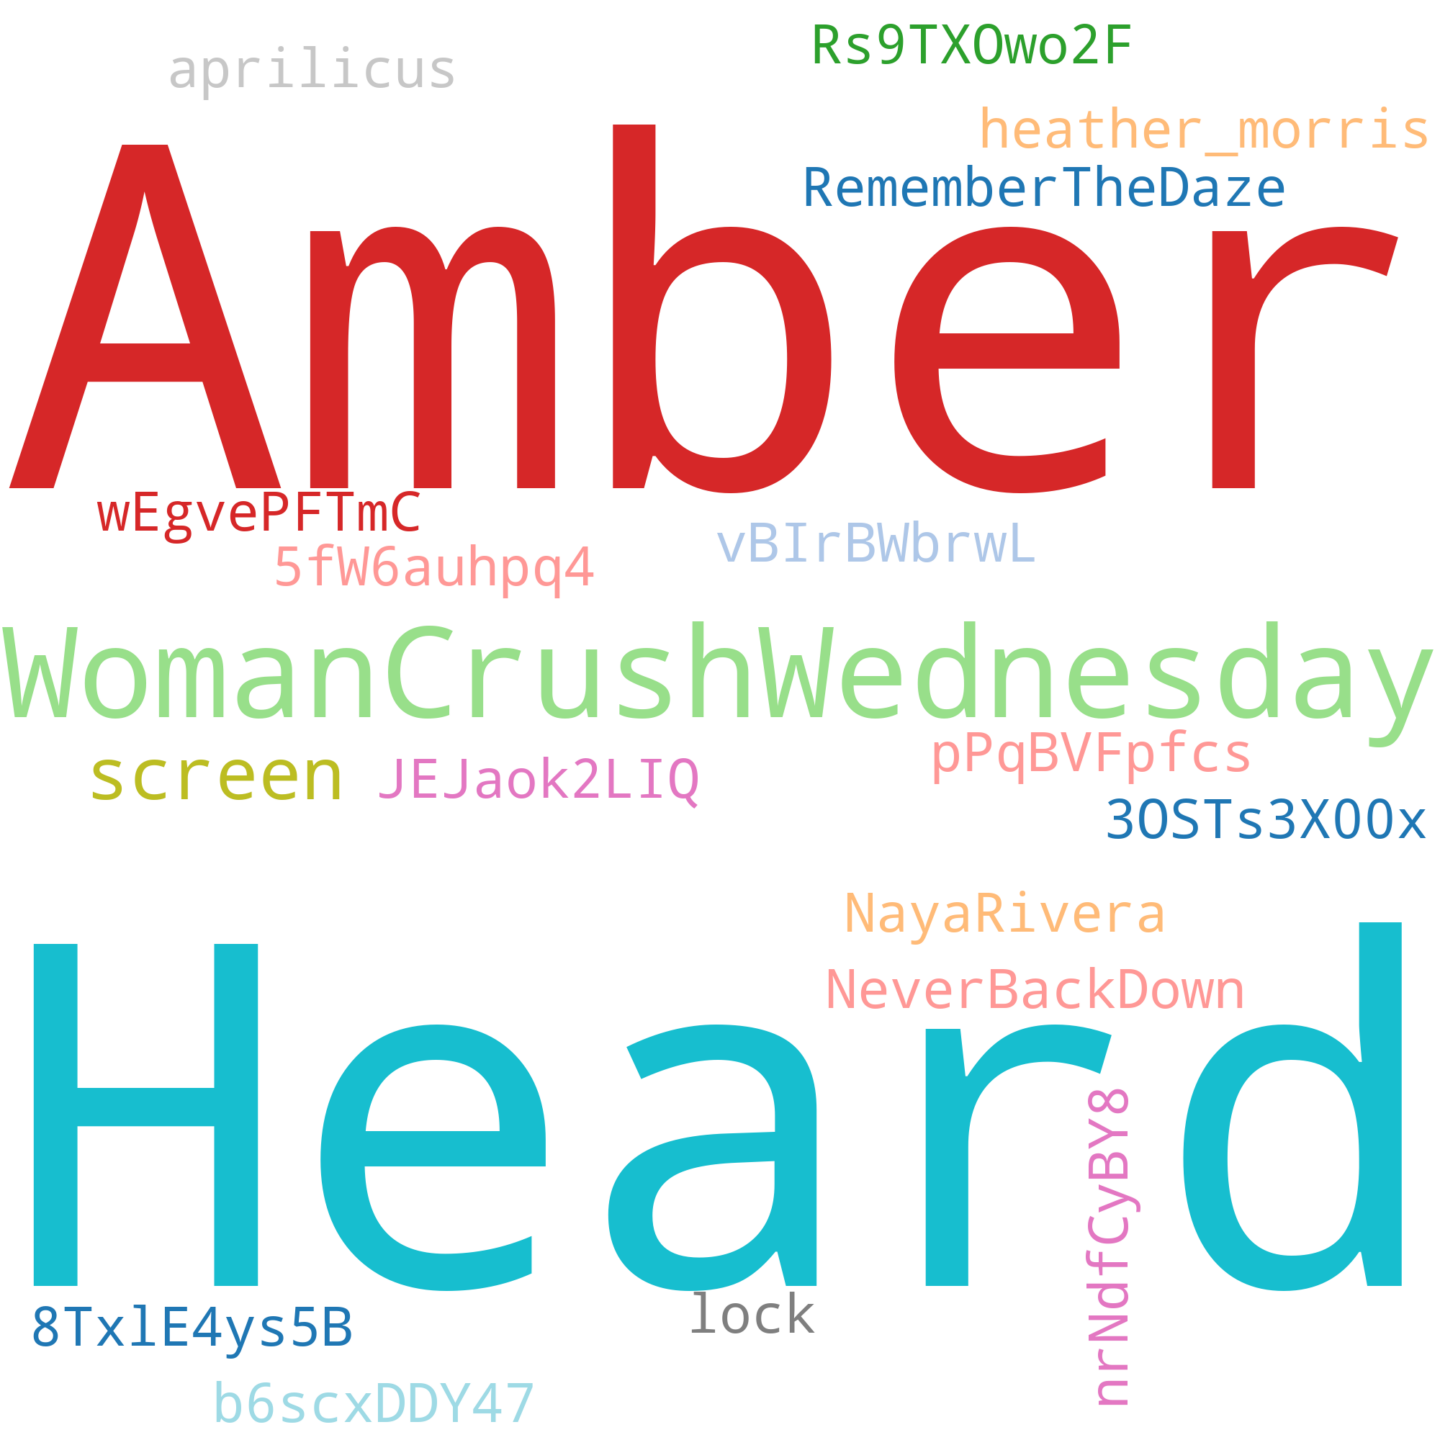 Rs9TXOwo2F
aprilicus
heather_morris
RememberTheDaze
Amber
wEgvePFTmC
vBIrBWbrwL
5fW6auhpq4
WomanCrushWednesday
pPqBVFpfcs
screen
JEJaok2LIQ
3OSTs3X00x
NayaRivera
NeverBackDown
Heard
nrNdfCyBY8
lock
8TxlE4ys5B
b6scxDDY47